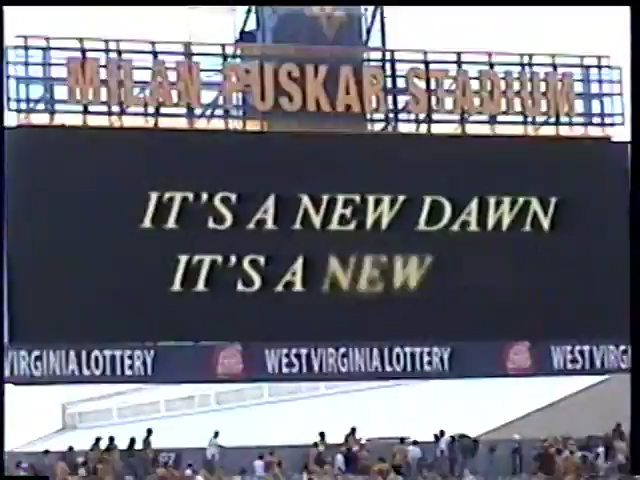 MILAN PUSKAR STADIUM
IT'S A NEW DAWN
IT'S A NEW
VIRGINIA LOTTERY WEST VIRGINIA LOTTERY WEST VIRG